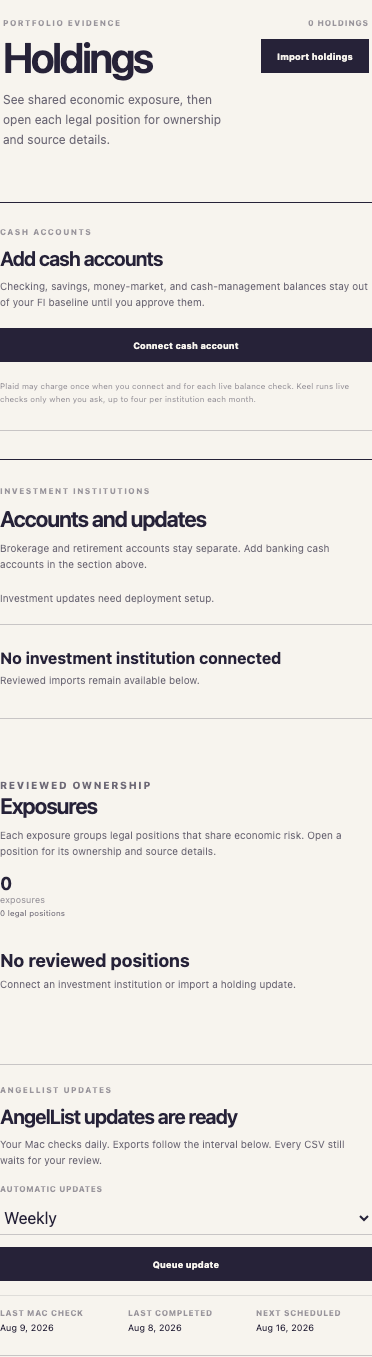 PORTFOLIO EVIDENCE
0 HOLDINGS
Holdings
Import holdings
See shared economic exposure, then
open each legal position for ownership
and source details.
CASH ACCOUNTS
Add cash accounts
Checking, savings, money-market, and cash-management balances stay out
of your FI baseline until you approve them.
Connect cash account
Plaid may charge once when you connect and for each live balance check. Keel runs live
checks only when you ask, up to four per institution each month.
INVESTMENT INSTITUTIONS
Accounts and updates
Brokerage and retirement accounts stay separate. Add banking cash
accounts in the section above.
Investment updates need deployment setup.
No investment institution connected
Reviewed imports remain available below.
REVIEWED OWNERSHIP
Exposures
Each exposure groups legal positions that share economic risk. Open a
position for its ownership and source details.
0
exposures
0 legal positions
No reviewed positions
Connect an investment institution or import a holding update.
ANGELLIST UPDATES
AngelList updates are ready
Your Mac checks daily. Exports follow the interval below. Every CSV still
waits for your review.
AUTOMATIC UPDATES
Weekly
Queue update
LAST MAC CHECK
Aug 9, 2026
LAST COMPLETED
Aug 8, 2026
NEXT SCHEDULED
Aug 16, 2026